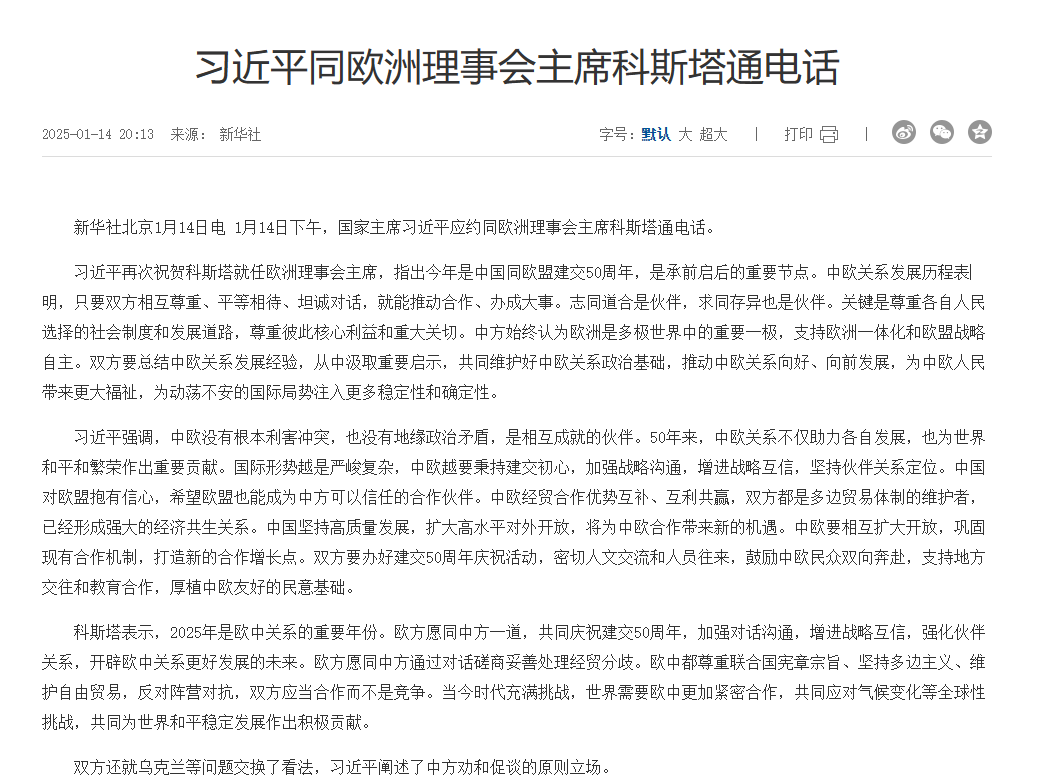 习近平同欧洲理事会主席科斯塔通电话
2025-01-14 20:13 来源： 新华社 字号：默认 大 超大 | 打印 |
新华社北京1月14日电 1月14日下午，国家主席习近平应约同欧洲理事会主席科斯塔通电话。
习近平再次祝贺科斯塔就任欧洲理事会主席，指出今年是中国同欧盟建交50周年，是承前启后的重要节点。中欧关系发展历程表
明，只要双方相互尊重、平等相待、坦诚对话，就能推动合作、办成大事。志同道合是伙伴，求同存异也是伙伴。关键是尊重各自人民
选择的社会制度和发展道路，尊重彼此核心利益和重大关切。中方始终认为欧洲是多极世界中的重要一极，支持欧洲一体化和欧盟战略
自主。双方要总结中欧关系发展经验，从中汲取重要启示，共同维护好中欧关系政治基础，推动中欧关系向好、向前发展，为中欧人民
带来更大福祉，为动荡不安的国际局势注入更多稳定性和确定性。
习近平强调，中欧没有根本利害冲突，也没有地缘政治矛盾，是相互成就的伙伴。50年来，中欧关系不仅助力各自发展，也为世界
和平和繁荣作出重要贡献。国际形势越是严峻复杂，中欧越要秉持建交初心，加强战略沟通，增进战略互信，坚持伙伴关系定位。中国
对欧盟抱有信心，希望欧盟也能成为中方可以信任的合作伙伴。中欧经贸合作优势互补、互利共赢，双方都是多边贸易体制的维护者，
已经形成强大的经济共生关系。中国坚持高质量发展，扩大高水平对外开放，将为中欧合作带来新的机遇。中欧要相互扩大开放，巩固
现有合作机制，打造新的合作增长点。双方要办好建交50周年庆祝活动，密切人文交流和人员往来，鼓励中欧民众双向奔赴，支持地方
交往和教育合作，厚植中欧友好的民意基础。
科斯塔表示，2025年是欧中关系的重要年份。欧方愿同中方一道，共同庆祝建交50周年，加强对话沟通，增进战略互信，强化伙伴
关系，开辟欧中关系更好发展的未来。欧方愿同中方通过对话磋商妥善处理经贸分歧。欧中都尊重联合国宪章宗旨、坚持多边主义、维
护自由贸易，反对阵营对抗，双方应当合作而不是竞争。当今时代充满挑战，世界需要欧中更加紧密合作，共同应对气候变化等全球性
挑战，共同为世界和平稳定发展作出积极贡献。
双方还就乌克兰等问题交换了看法，习近平阐述了中方劝和促谈的原则立场。